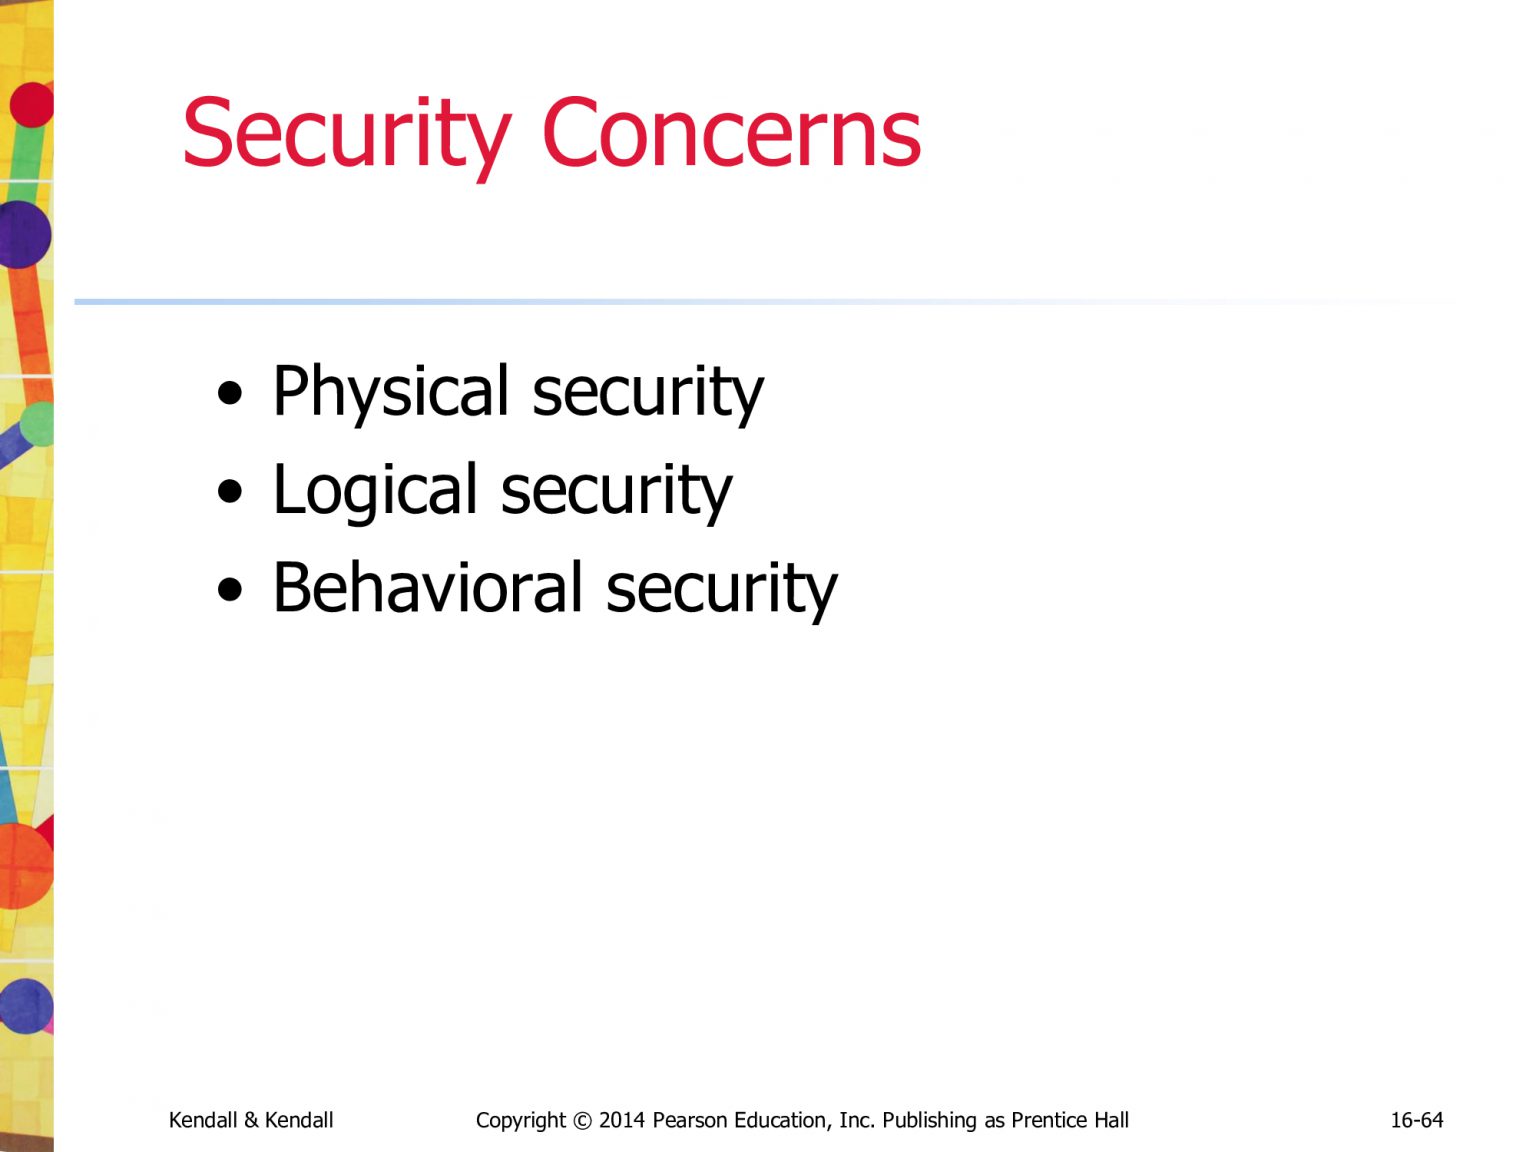 Security Concerns
• Physical security
• Logical security
• Behavioral security
Kendall & Kendall Copyright © 2014 Pearson Education, Inc. Publishing as Prentice Hall 16-64